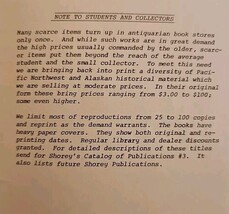 NOTE TO STUDENTS AND COLLECTORS
Many scarce items turn up in antiquarian book stores
only once. And while such works are in great demand
the high prices usually commanded by the older, scarc-
er items put them beyond the reach of the average
student and the small collector. To meet this need
we are bringing back into print a diversity of Paci-
fic Northwest and Alaskan historical material which
we are selling at moderate prices. In their original
form these bring prices ranging from $3.00 to $100;
some even higher.
We limit most of reproductions from 25 to 100 copies
and reprint as the demand warrants. The books have
heavy paper covers. They show both original and re-
printing dates. Regular library and dealer discounts
granted. For detailed descriptions of these titles
send for Shorey's Catalog of Publications #3. It
also lists future Shorey Publications.